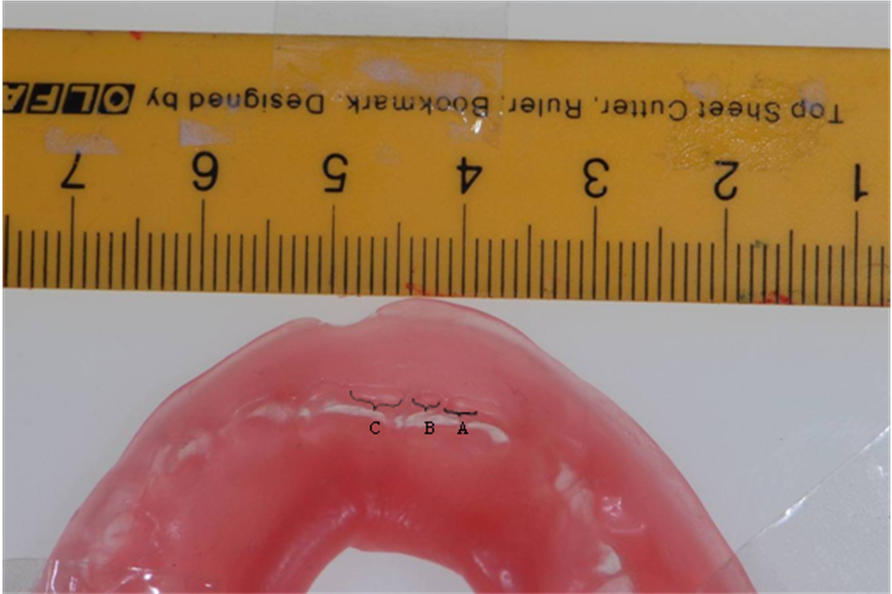 Top Sheet Cutter, Ruler, Bookmark. Designed by OLFA
1 2 3 4 5 6 7
C B A